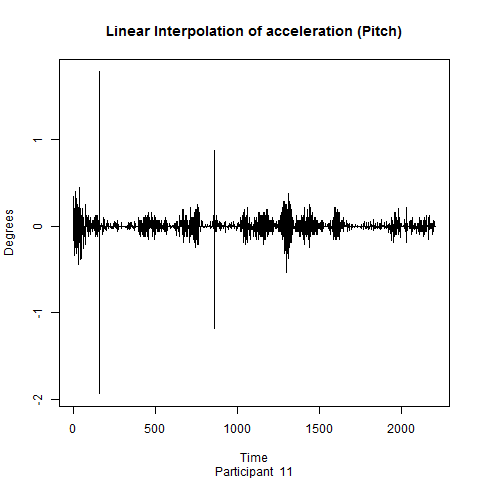 Linear Interpolation of acceleration (Pitch)
Degrees
1
0
-1
-2
0 500 1000 1500 2000
Time
Participant 11